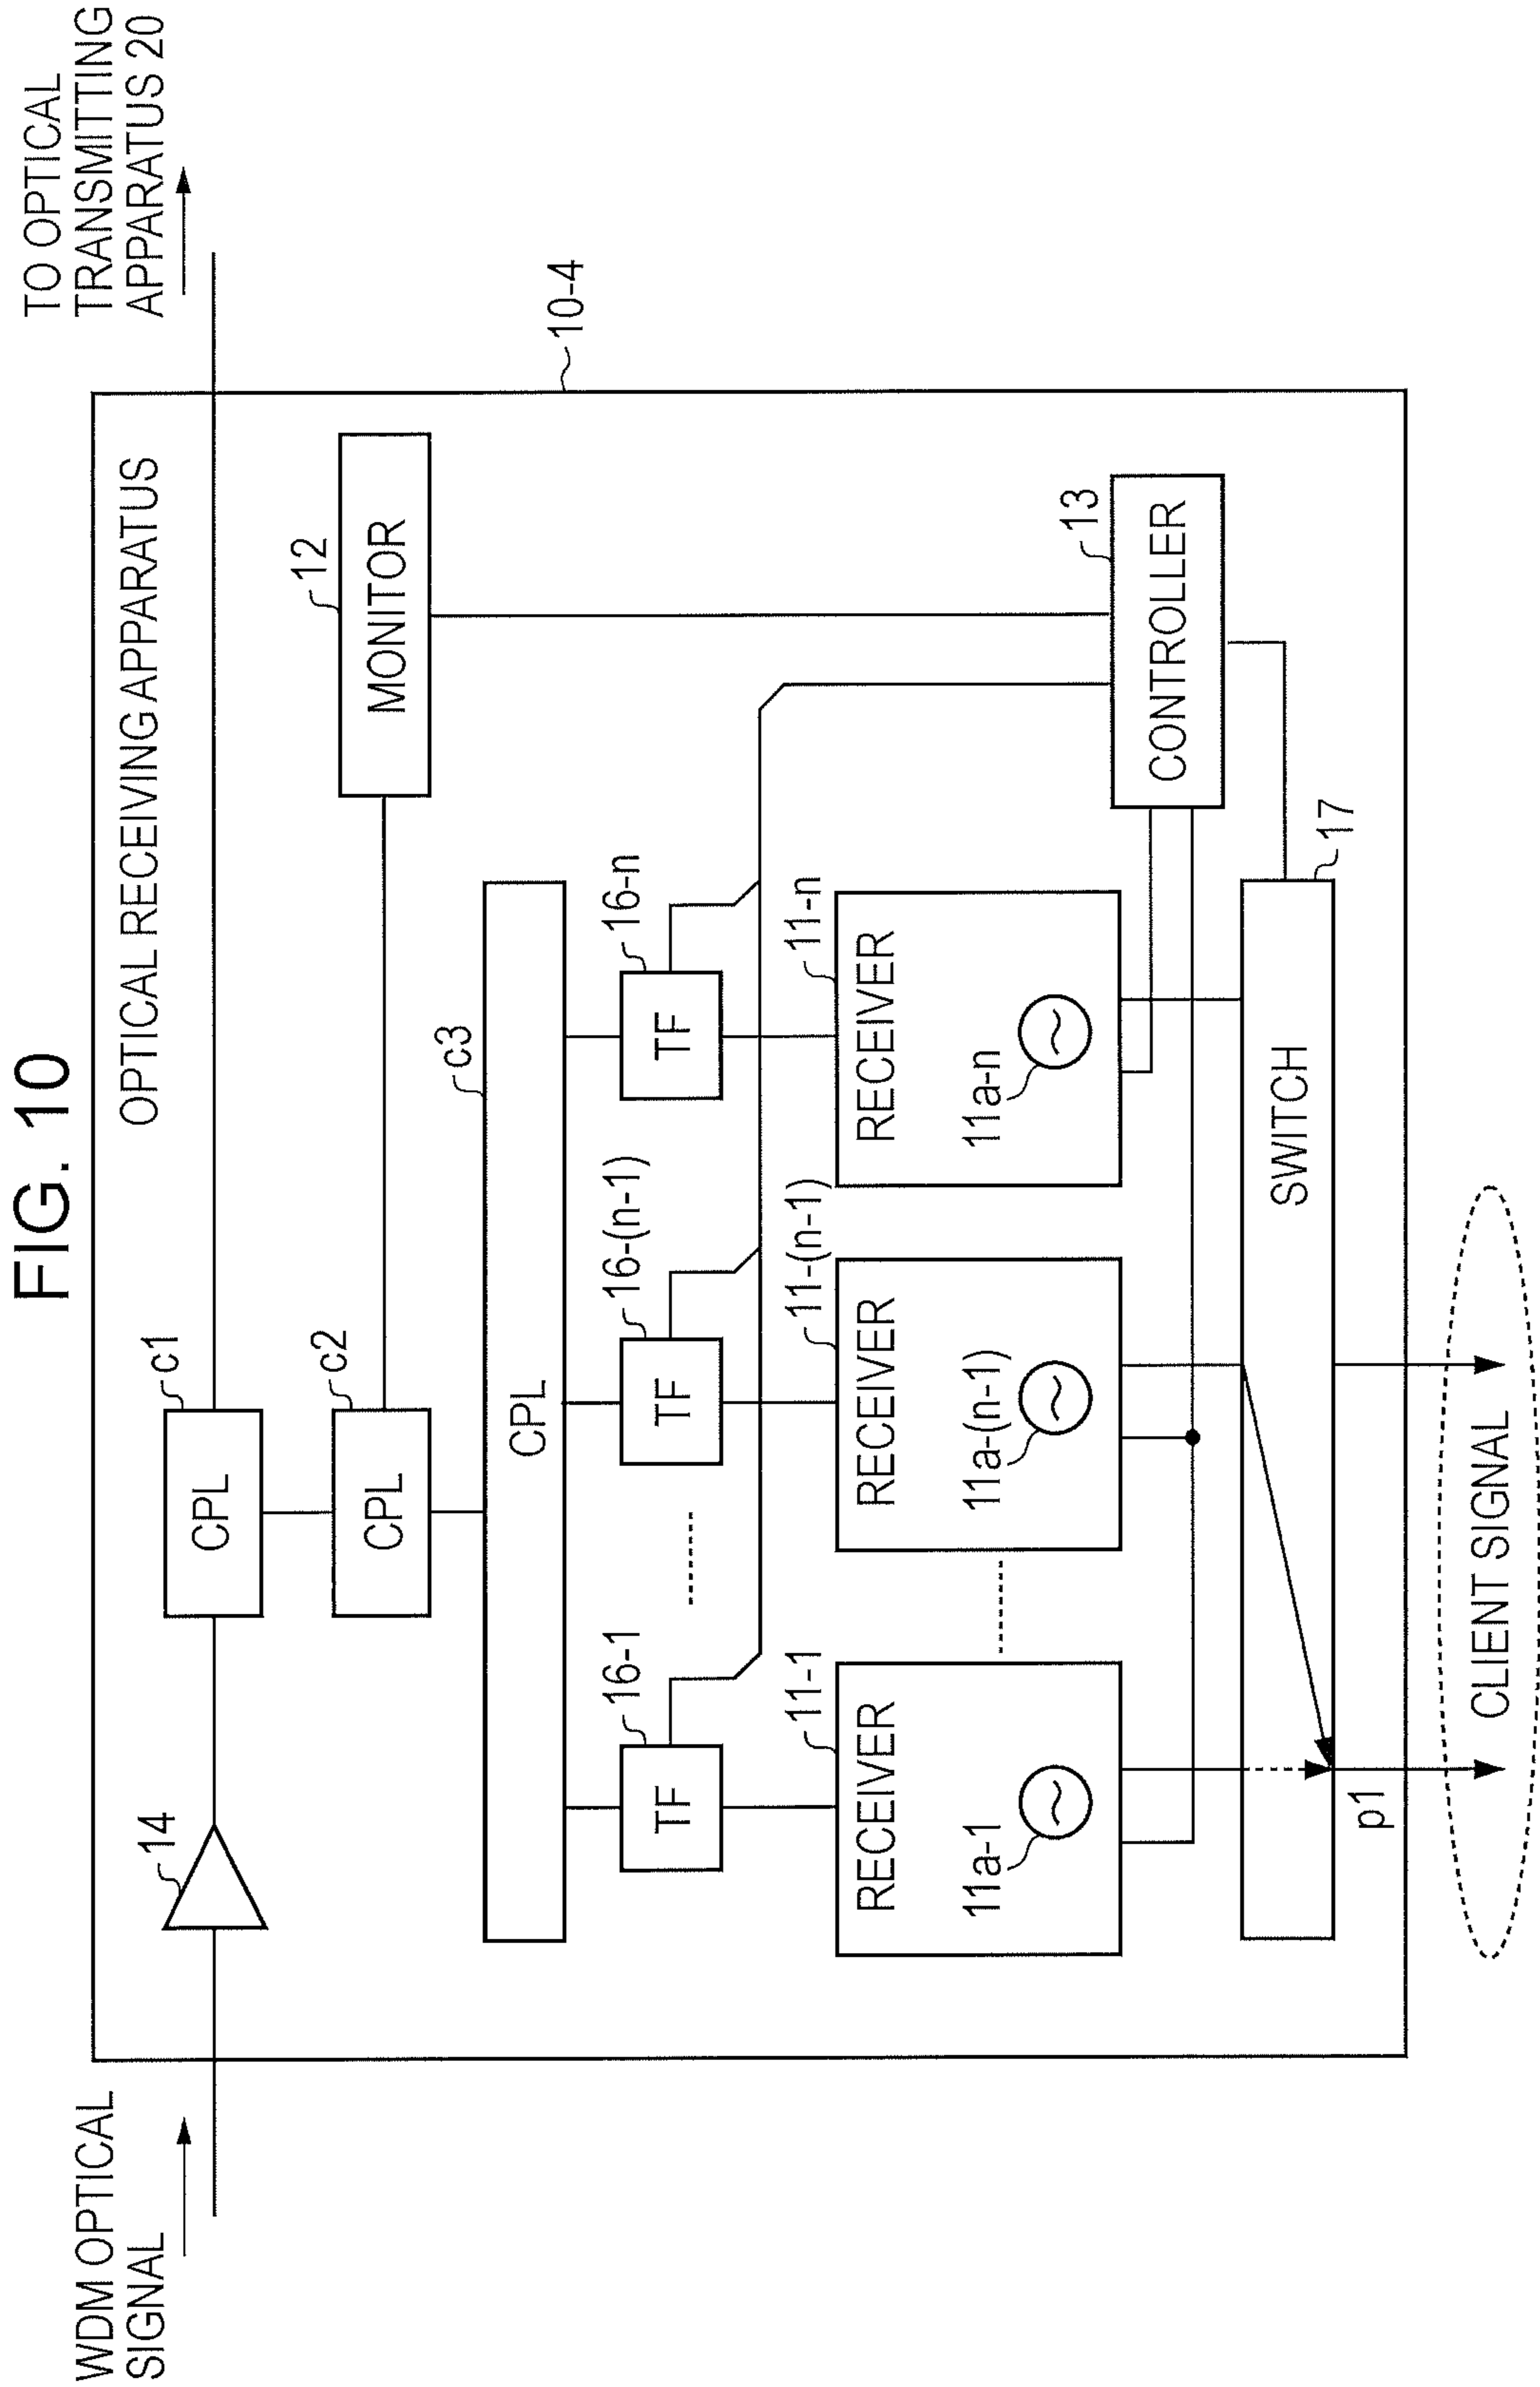 FIG. 10
WDM OPTICAL
SIGNAL
TO OPTICAL
TRANSMITTING
APPARATUS 20
OPTICAL RECEIVING APPARATUS
10-4
14
c1
CPL
c2
CPL
12
MONITOR
c3
CPL
16-1
TF
16-(n-1)
TF
16-n
TF
11-1
RECEIVER
11a-1
11-(n-1)
RECEIVER
11a-(n-1)
11-n
RECEIVER
11a-n
13
CONTROLLER
17
SWITCH
p1
CLIENT SIGNAL